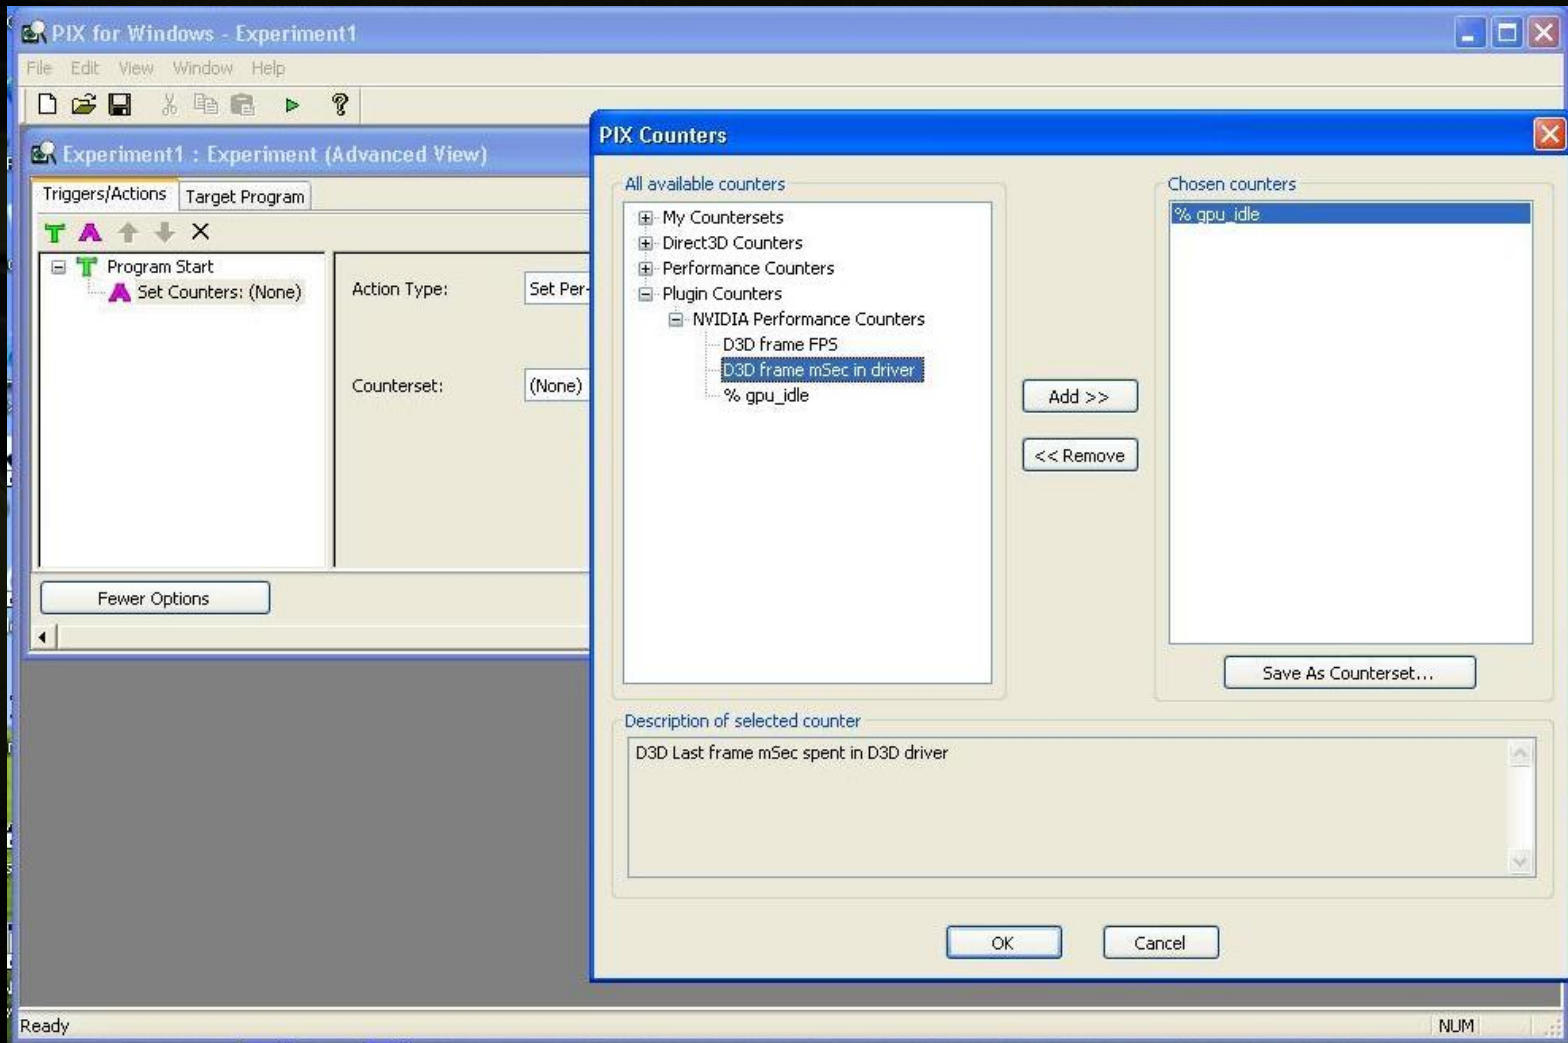 PIX for Windows - Experiment1
File Edit View Window Help
Experiment1 : Experiment (Advanced View)
Triggers/Actions Target Program
Program Start
Set Counters: (None)
Action Type: Set Per-
Counterset: (None)
Fewer Options
PIX Counters
All available counters
My Countersets
Direct3D Counters
Performance Counters
Plugin Counters
NVIDIA Performance Counters
D3D frame FPS
D3D frame mSec in driver
% gpu_idle
Add >>
<< Remove
Chosen counters
% gpu_idle
Save As Counterset...
Description of selected counter
D3D Last frame mSec spent in D3D driver
OK Cancel
Ready NUM